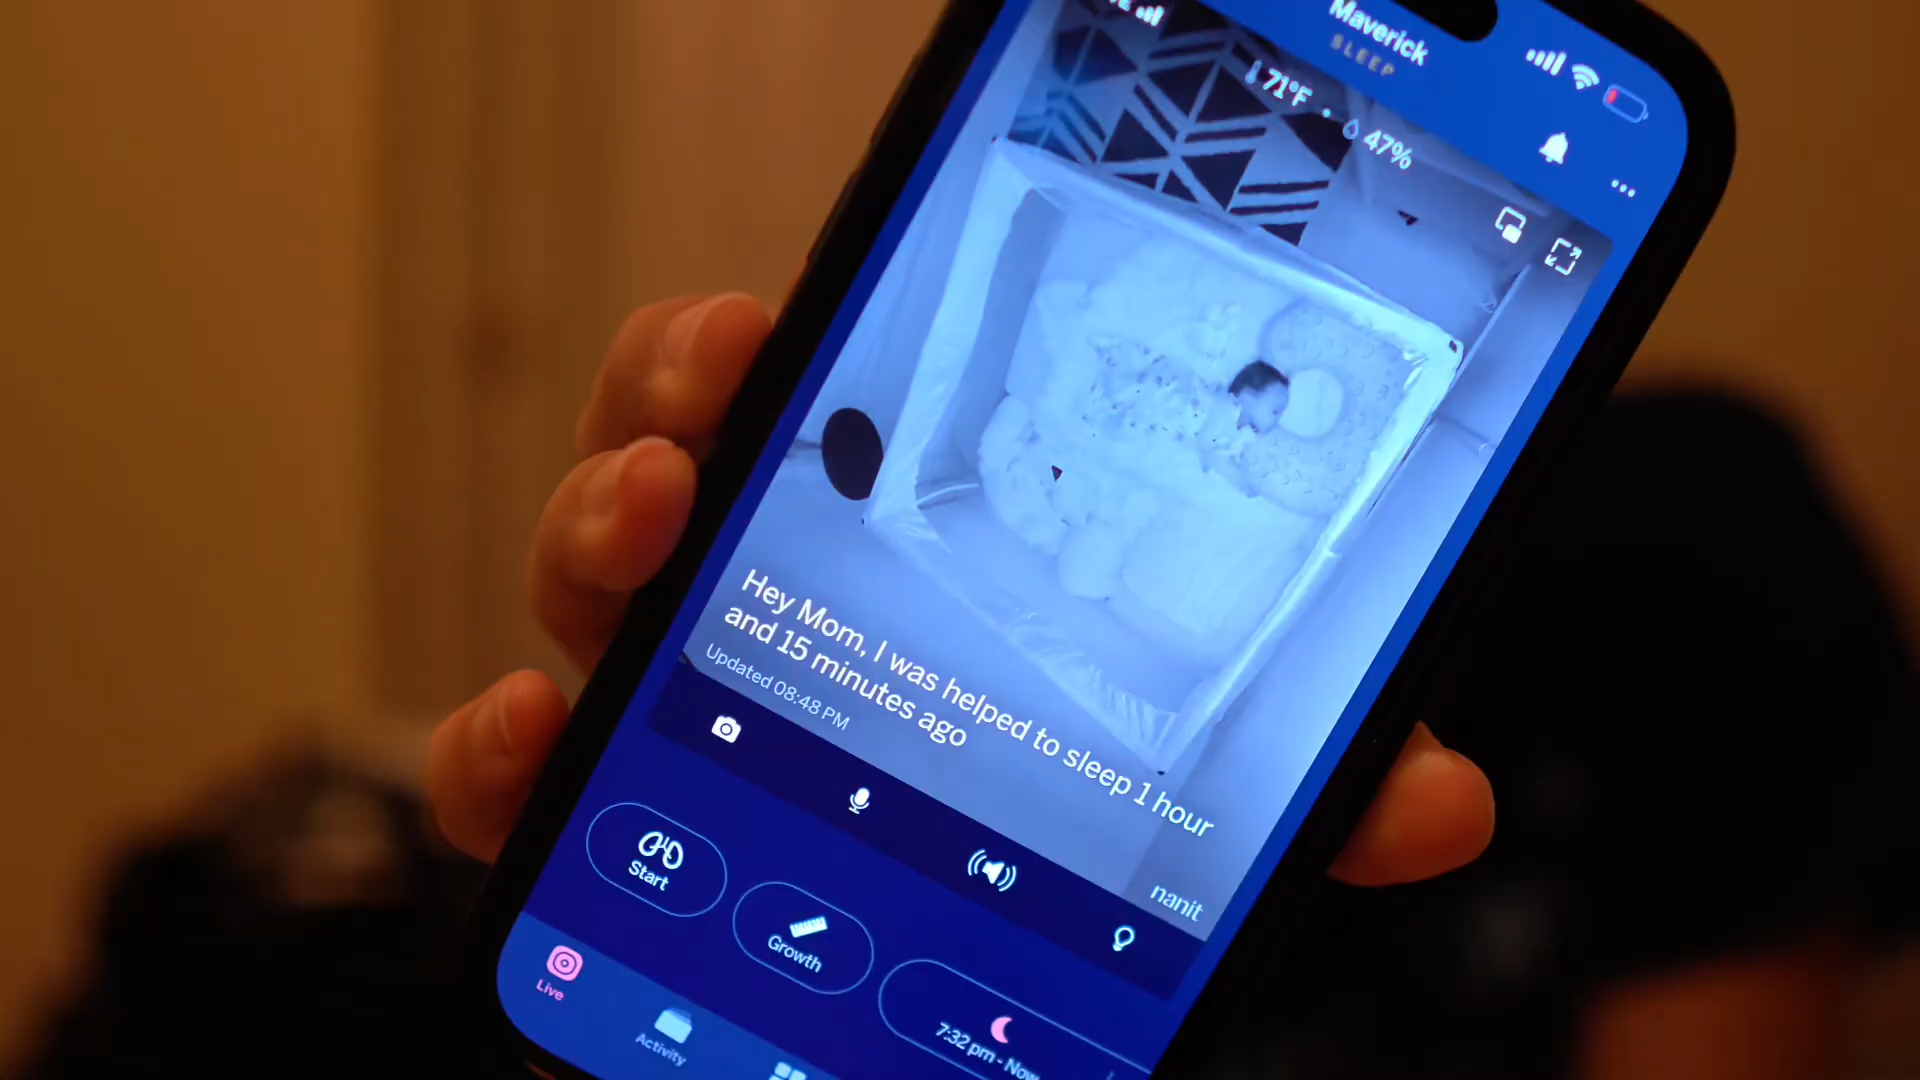 Maverick
SLEEP
71°F • 47%
Hey Mom, I was helped to sleep 1 hour
and 15 minutes ago
Updated 08:48 PM
nanit
Start
Growth
7:32 pm - Now
Live
Activity